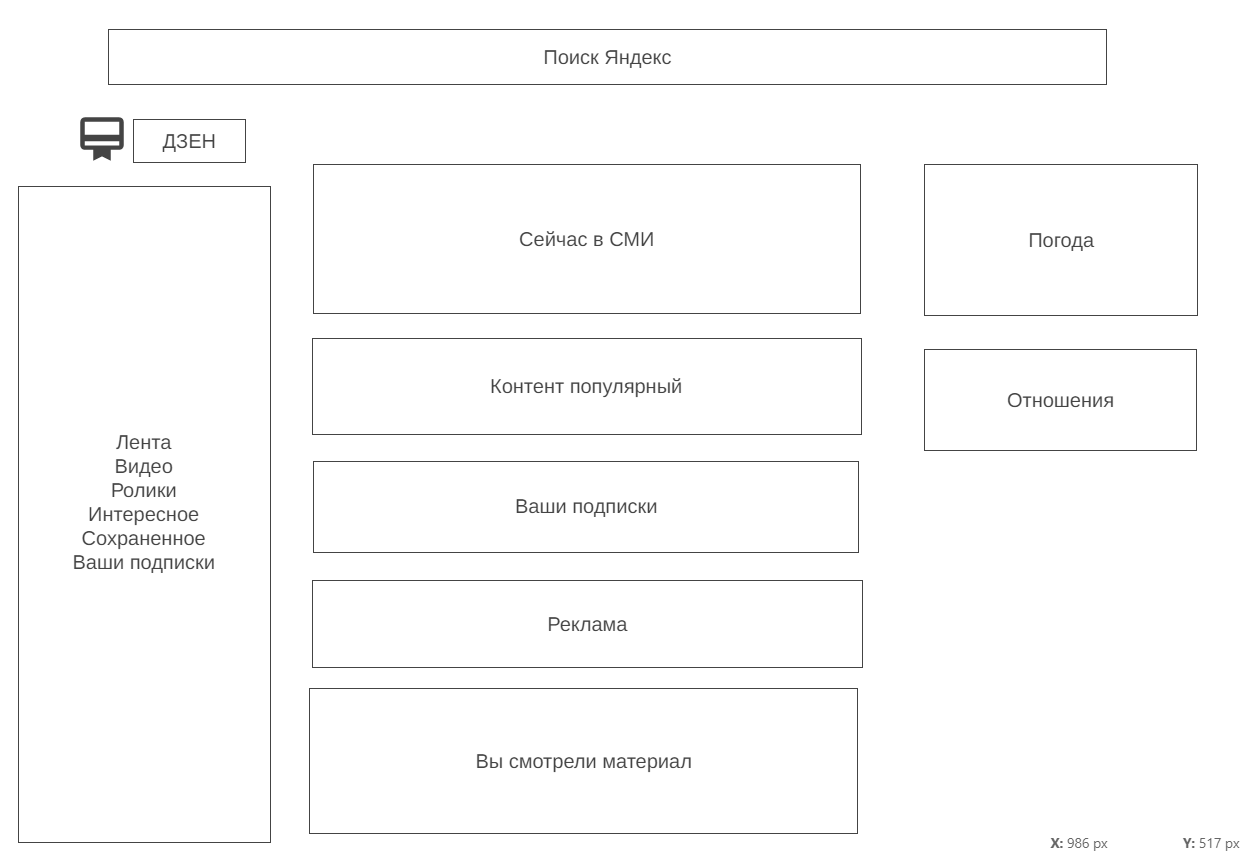 Поиск Яндекс
ДЗЕН
Лента
Видео
Ролики
Интересное
Сохраненное
Ваши подписки
Сейчас в СМИ
Контент популярный
Ваши подписки
Реклама
Вы смотрели материал
Погода
Отношения
X: 986 px Y: 517 px